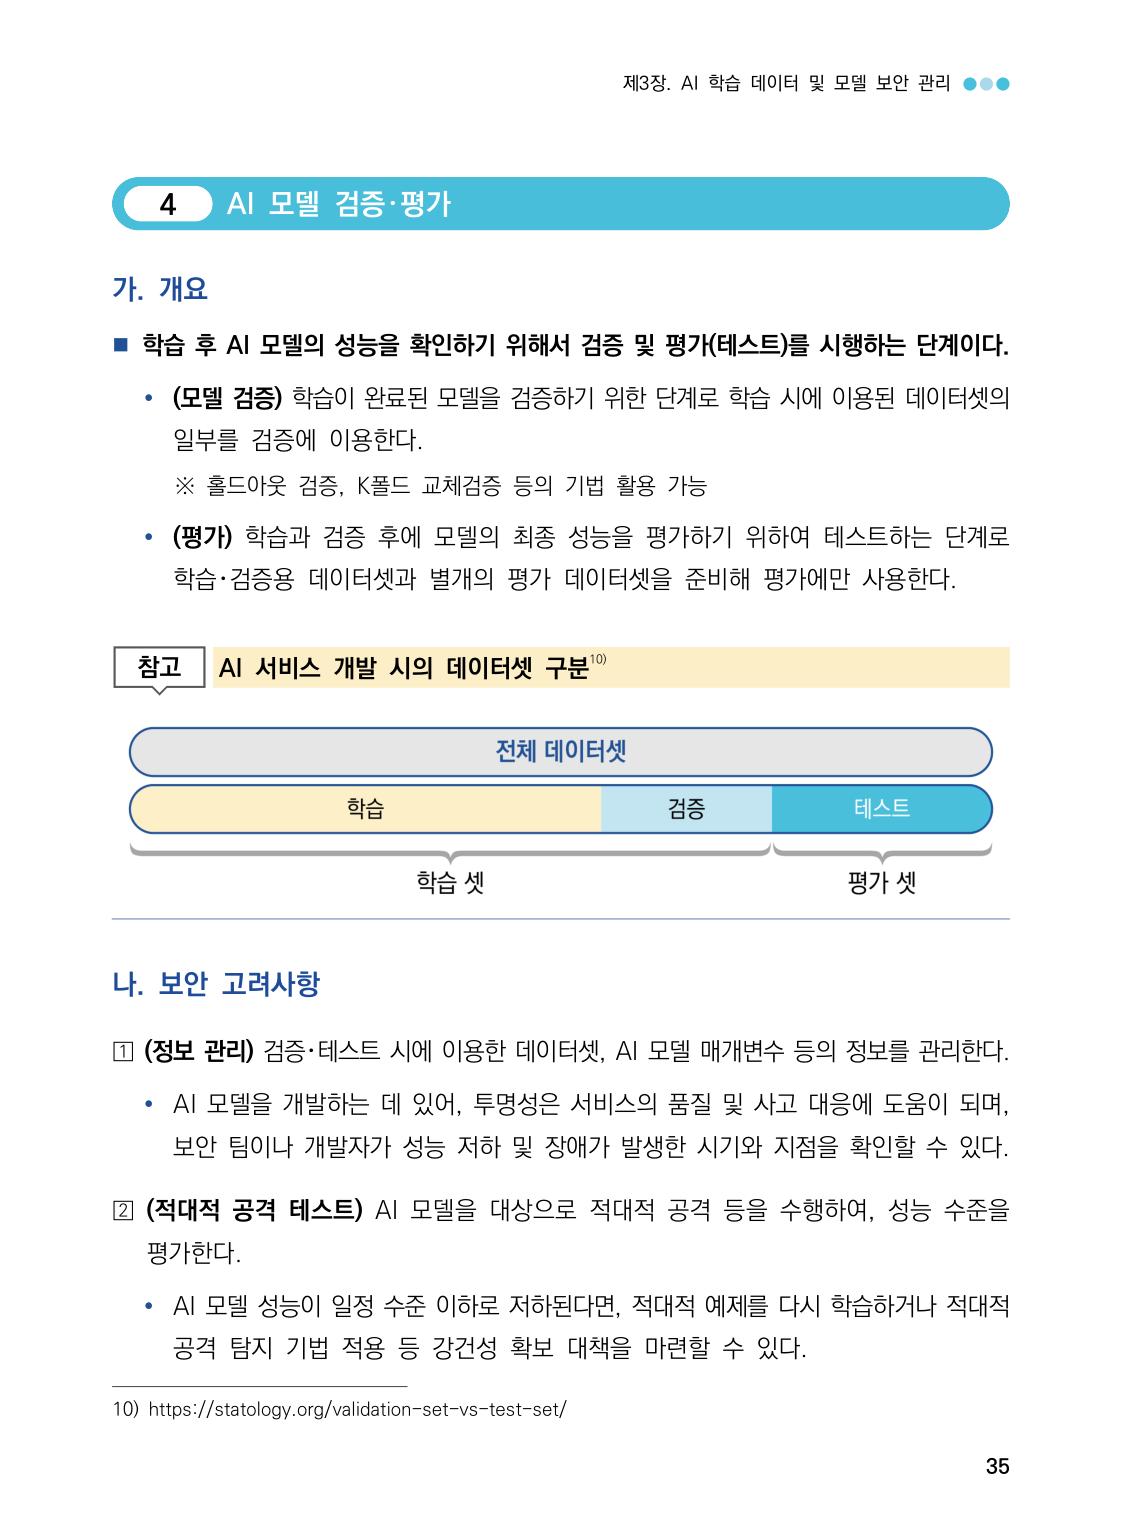 제3장. AI 학습 데이터 및 모델 보안 관리
4 AI 모델 검증·평가
가. 개요
■ 학습 후 AI 모델의 성능을 확인하기 위해서 검증 및 평가(테스트)를 시행하는 단계이다.
• (모델 검증) 학습이 완료된 모델을 검증하기 위한 단계로 학습 시에 이용된 데이터셋의
일부를 검증에 이용한다.
※ 홀드아웃 검증, K폴드 교체검증 등의 기법 활용 가능
• (평가) 학습과 검증 후에 모델의 최종 성능을 평가하기 위하여 테스트하는 단계로
학습·검증용 데이터셋과 별개의 평가 데이터셋을 준비해 평가에만 사용한다.
참고 AI 서비스 개발 시의 데이터셋 구분10)
전체 데이터셋
학습 검증 테스트
학습 셋 평가 셋
나. 보안 고려사항
1 (정보 관리) 검증·테스트 시에 이용한 데이터셋, AI 모델 매개변수 등의 정보를 관리한다.
• AI 모델을 개발하는 데 있어, 투명성은 서비스의 품질 및 사고 대응에 도움이 되며,
보안 팀이나 개발자가 성능 저하 및 장애가 발생한 시기와 지점을 확인할 수 있다.
2 (적대적 공격 테스트) AI 모델을 대상으로 적대적 공격 등을 수행하여, 성능 수준을
평가한다.
• AI 모델 성능이 일정 수준 이하로 저하된다면, 적대적 예제를 다시 학습하거나 적대적
공격 탐지 기법 적용 등 강건성 확보 대책을 마련할 수 있다.
10) https://statology.org/validation-set-vs-test-set/
35